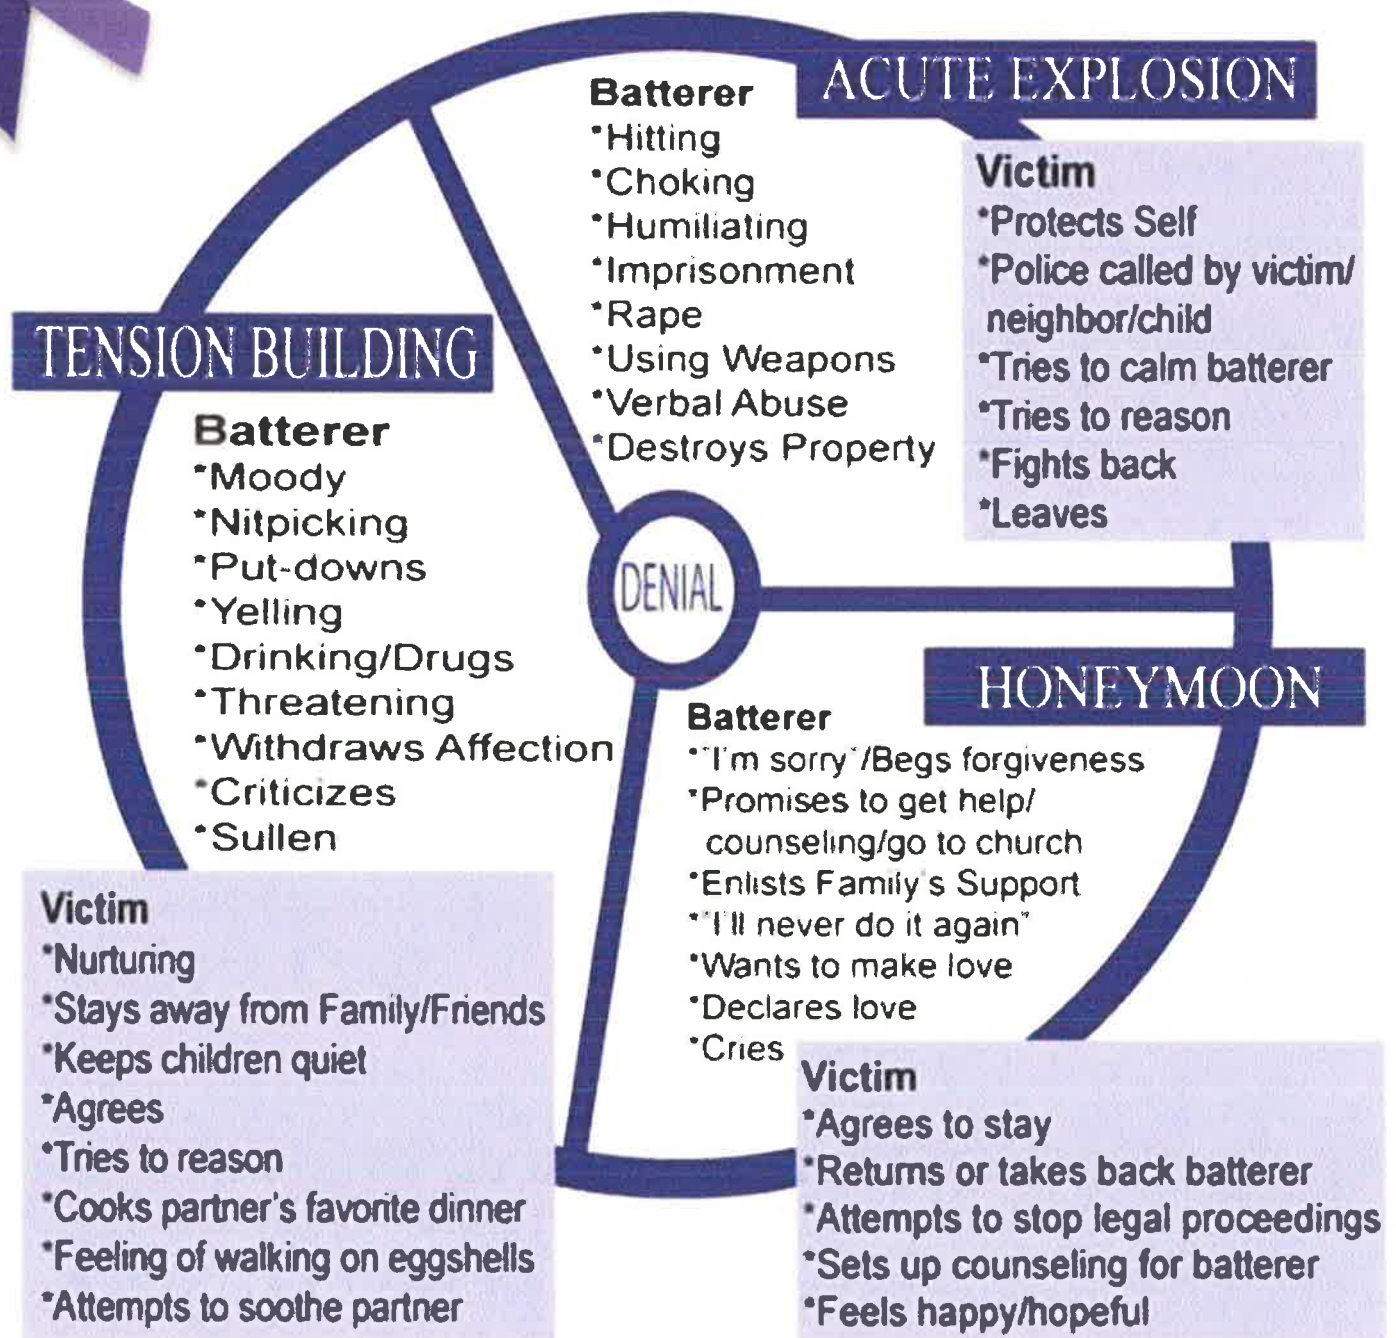 ACUTE EXPLOSION
Batterer
*Hitting
*Choking
*Humiliating
*Imprisonment
*Rape
*Using Weapons
*Verbal Abuse
*Destroys Property
Victim
*Protects Self
*Police called by victim/
neighbor/child
*Tries to calm batterer
*Tries to reason
*Fights back
*Leaves
TENSION BUILDING
Batterer
*Moody
*Nitpicking
*Put-downs
*Yelling
*Drinking/Drugs
*Threatening
*Withdraws Affection
*Criticizes
*Sullen
Victim
*Nurturing
*Stays away from Family/Friends
*Keeps children quiet
*Agrees
*Tries to reason
*Cooks partner's favorite dinner
*Feeling of walking on eggshells
*Attempts to soothe partner
DENIAL
HONEYMOON
Batterer
*"I'm sorry"/Begs forgiveness
*Promises to get help/
counseling/go to church
*Enlists Family's Support
*"I'll never do it again"
*Wants to make love
*Declares love
*Cries
Victim
*Agrees to stay
*Returns or takes back batterer
*Attempts to stop legal proceedings
*Sets up counseling for batterer
*Feels happy/hopeful